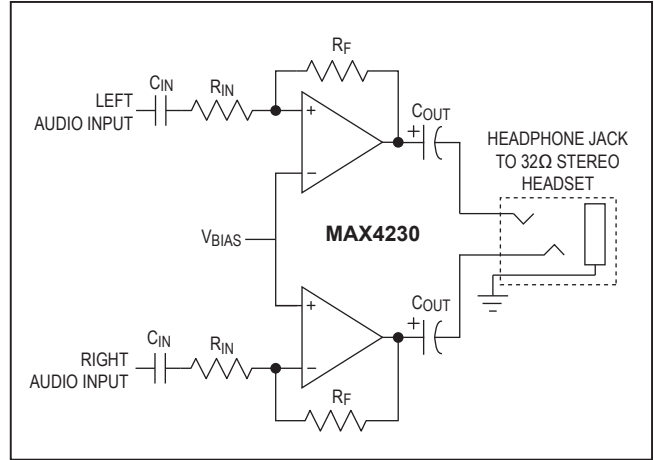 RF
CIN
RIN
LEFT
AUDIO INPUT
+
−
COUT
+
HEADPHONE JACK
TO 32Ω STEREO
HEADSET
VBIAS
MAX4230
COUT
+
+
−
CIN
RIN
RIGHT
AUDIO INPUT
RF